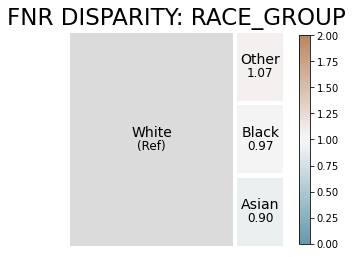 FNR DISPARITY: RACE_GROUP
White
(Ref)
Other
1.07
Black
0.97
Asian
0.90
2.00
1.75
1.50
1.25
1.00
0.75
0.50
0.25
0.00